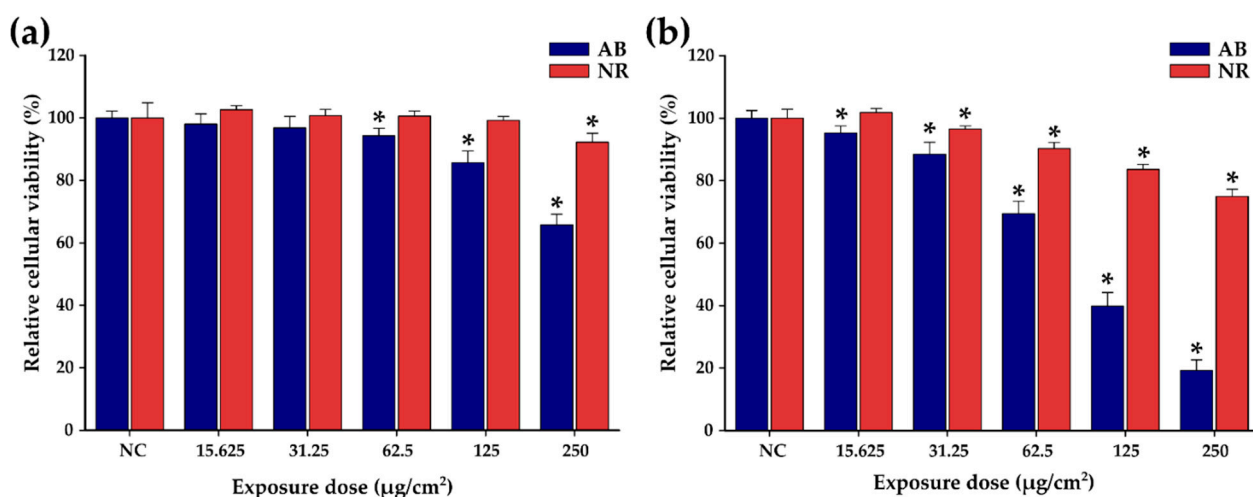 (a)
AB
NR
Relative cellular viability (%)
120
100
80
60
40
20
0
* * * *
NC 15.625 31.25 62.5 125 250
Exposure dose (μg/cm²)
(b)
AB
NR
Relative cellular viability (%)
120
100
80
60
40
20
0
* * * * * * * * *
NC 15.625 31.25 62.5 125 250
Exposure dose (μg/cm²)